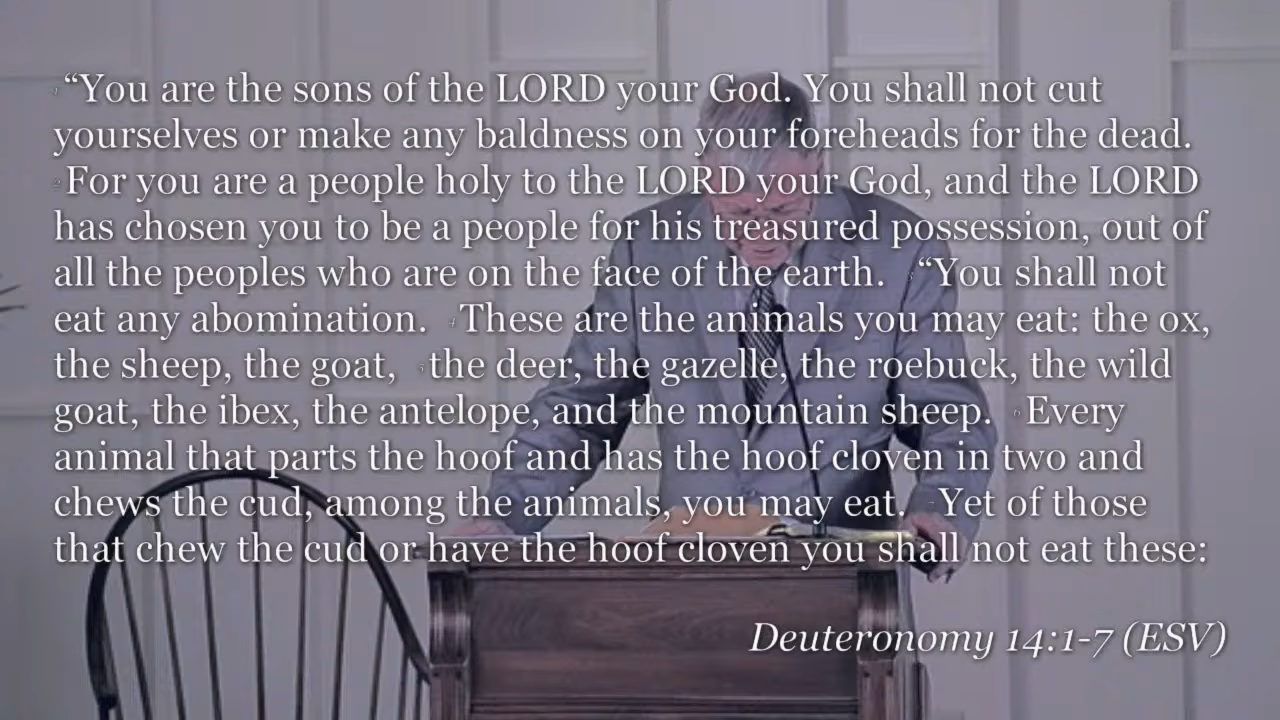 “You are the sons of the LORD your God. You shall not cut
yourselves or make any baldness on your foreheads for the dead.
2 For you are a people holy to the LORD your God, and the LORD
has chosen you to be a people for his treasured possession, out of
all the peoples who are on the face of the earth. “You shall not
eat any abomination. 4 These are the animals you may eat: the ox,
the sheep, the goat, 5 the deer, the gazelle, the roebuck, the wild
goat, the ibex, the antelope, and the mountain sheep. 6 Every
animal that parts the hoof and has the hoof cloven in two and
chews the cud, among the animals, you may eat. Yet of those
that chew the cud or have the hoof cloven you shall not eat these:
Deuteronomy 14:1-7 (ESV)